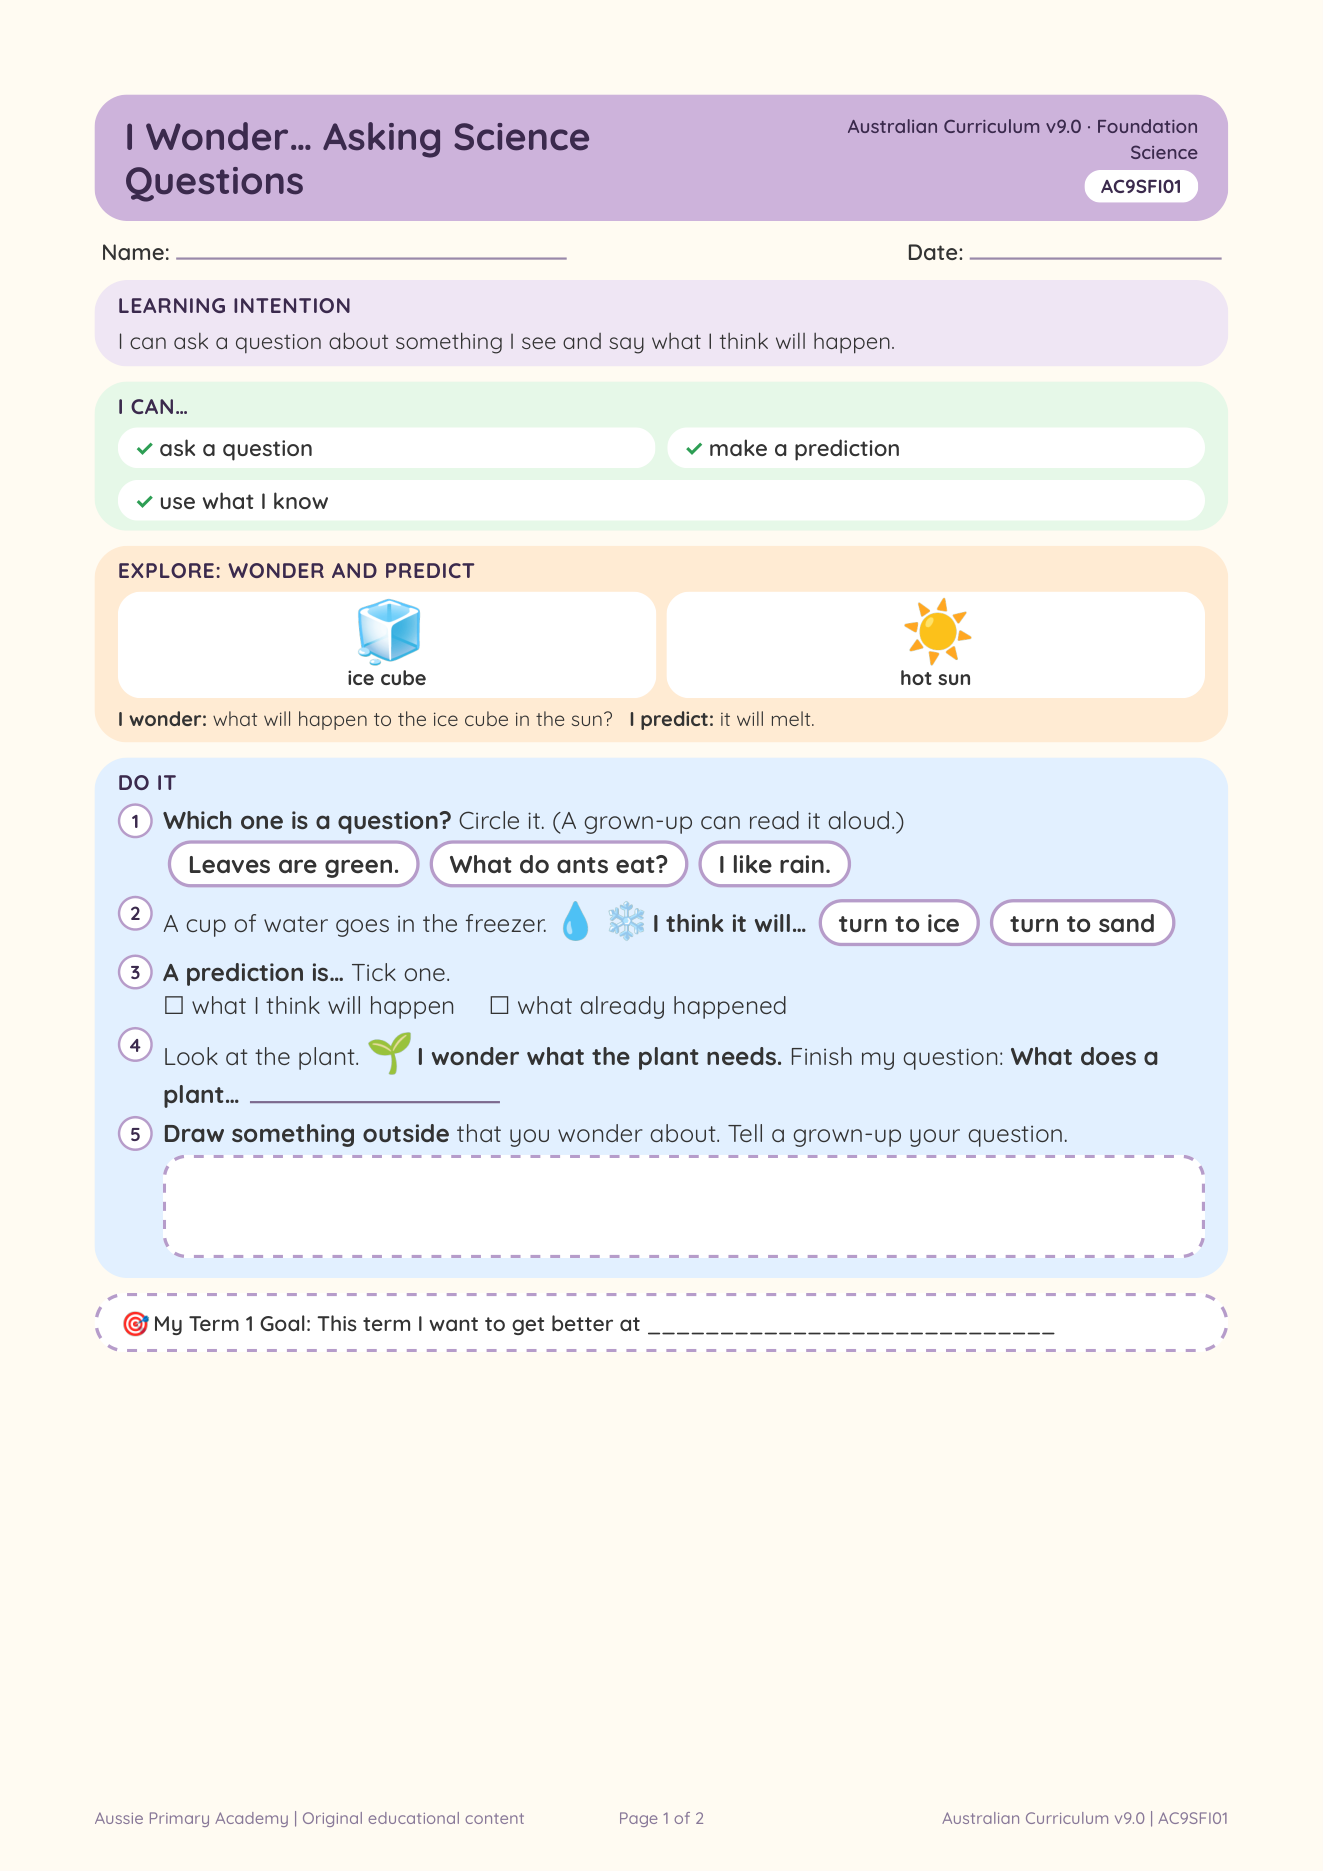 I Wonder… Asking Science
Questions
Australian Curriculum v9.0 · Foundation
Science
AC9SFI01
Name: ____________________
Date: ____________________
LEARNING INTENTION
I can ask a question about something I see and say what I think will happen.
I CAN…
✓ ask a question
✓ make a prediction
✓ use what I know
EXPLORE: WONDER AND PREDICT
ice cube
hot sun
I wonder: what will happen to the ice cube in the sun? I predict: it will melt.
DO IT
1 Which one is a question? Circle it. (A grown-up can read it aloud.)
Leaves are green. What do ants eat? I like rain.
2 A cup of water goes in the freezer. 💧 ❄️ I think it will… turn to ice turn to sand
3 A prediction is… Tick one.
☐ what I think will happen ☐ what already happened
4 Look at the plant. 🌱 I wonder what the plant needs. Finish my question: What does a
plant… ____________________
5 Draw something outside that you wonder about. Tell a grown-up your question.
🎯 My Term 1 Goal: This term I want to get better at ____________________________
Aussie Primary Academy | Original educational content
Page 1 of 2
Australian Curriculum v9.0 | AC9SFI01